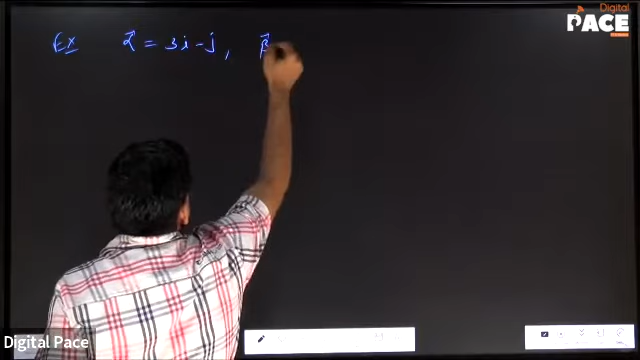 Digital
PACE
Ex α⃗ = 3i - j, β⃗
Digital Pace